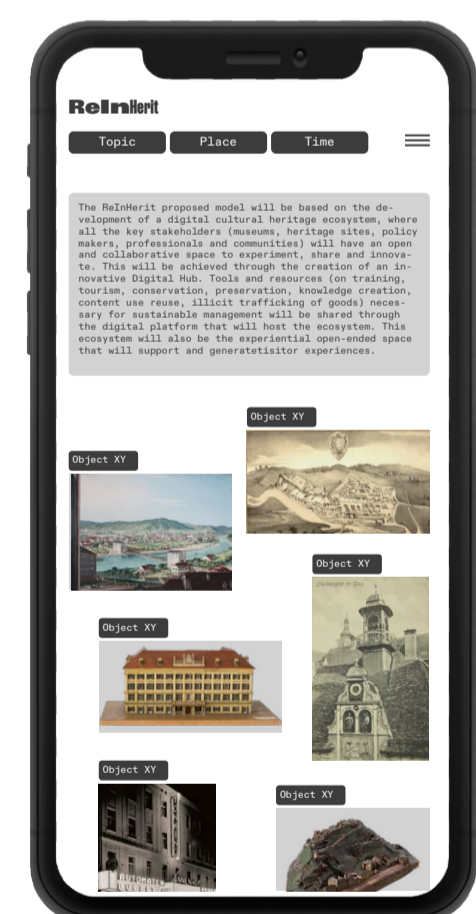 ReInHerit
Topic Place Time
The ReInHerit proposed model will be based on the de-
velopment of a digital cultural heritage ecosystem, where
all the key stakeholders (museums, heritage sites, policy
makers, professionals and communities) will have an open
and collaborative space to experiment, share and innova-
te. This will be achieved through the creation of an in-
novative Digital Hub. Tools and resources (on training,
tourism, conservation, preservation, knowledge creation,
content use reuse, illicit trafficking of goods) neces-
sary for sustainable management will be shared through
the digital platform that will host the ecosystem. This
ecosystem will also be the experiential open-ended space
that will support and generatetisitor experiences.
Object XY
Object XY
Object XY
Object XY
Object XY
Object XY
AUTOMATEN